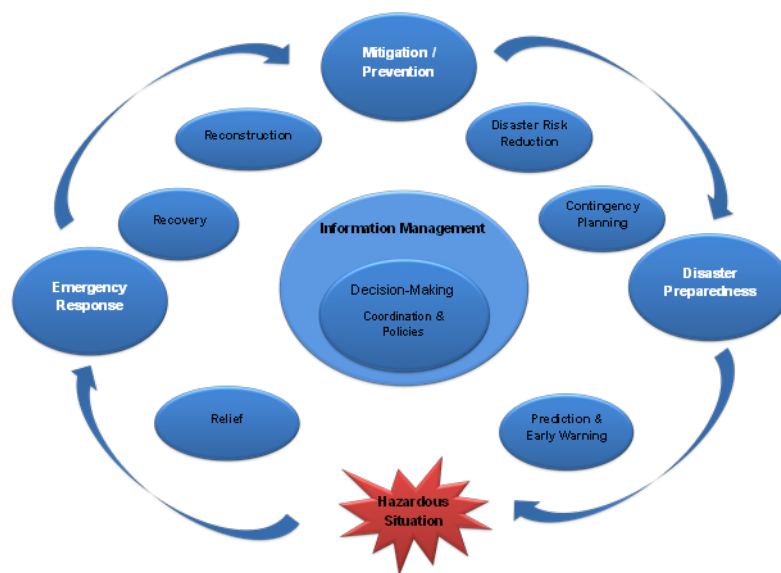 Mitigation /
Prevention
Reconstruction
Disaster Risk
Reduction
Recovery
Contingency
Planning
Information Management
Emergency
Response
Decision-Making
Coordination &
Policies
Disaster
Preparedness
Relief
Prediction &
Early Warning
Hazardous
Situation